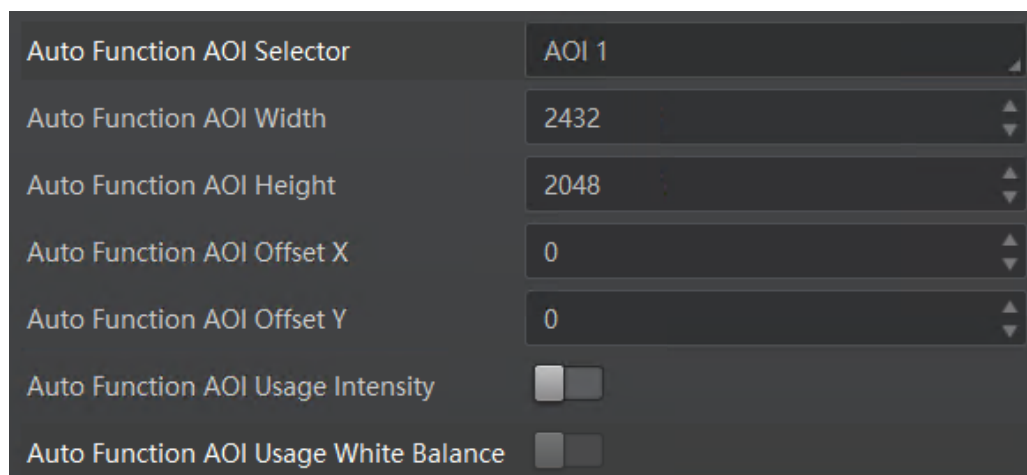 Auto Function AOI Selector AOI 1
Auto Function AOI Width 2432
Auto Function AOI Height 2048
Auto Function AOI Offset X 0
Auto Function AOI Offset Y 0
Auto Function AOI Usage Intensity
Auto Function AOI Usage White Balance